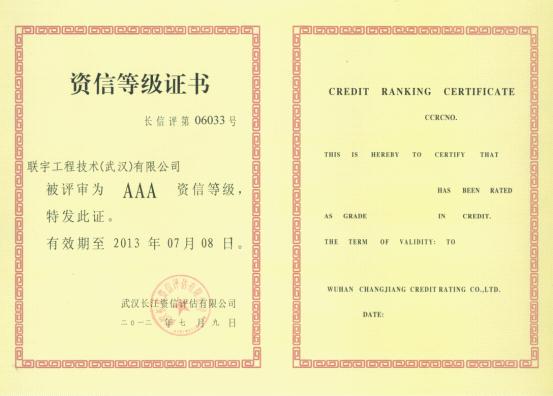 资信等级证书
长信评第 06033 号
联宇工程技术(武汉)有限公司
被评审为 AAA 资信等级，
特发此证。
有效期至 2013 年 07 月 08 日。
武汉长江资信评估有限公司
二〇一二 年 七 月 九 日
CREDIT RANKING CERTIFICATE
CCRCNO.
THIS IS HEREBY TO CERTIFY THAT
HAS BEEN RATED
AS GRADE IN CREDIT.
THE TERM OF VALIDITY: TO
WUHAN CHANGJIANG CREDIT RATING CO.,LTD.
DATE: